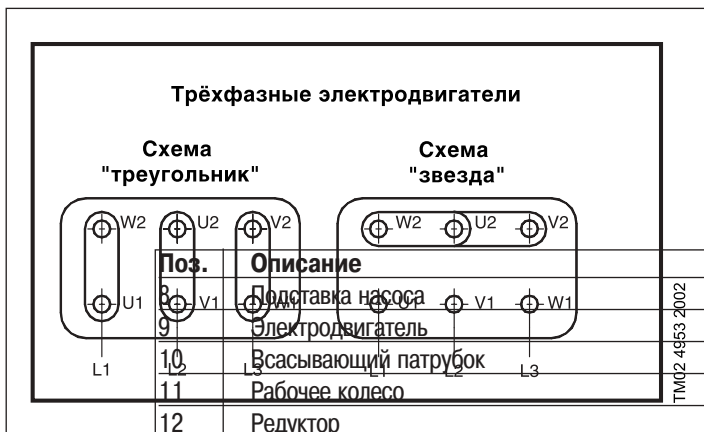 Трёхфазные электродвигатели
Схема "треугольник"
Схема "звезда"
W2 U2 V2
W2 U2 V2
U1 V1 W1
U1 V1 W1
L1 L2 L3
L1 L2 L3
TM02 4953 2002
Поз. Описание
8 Подставка насоса
9 Электродвигатель
10 Всасывающий патрубок
11 Рабочее колесо
12 Редуктор